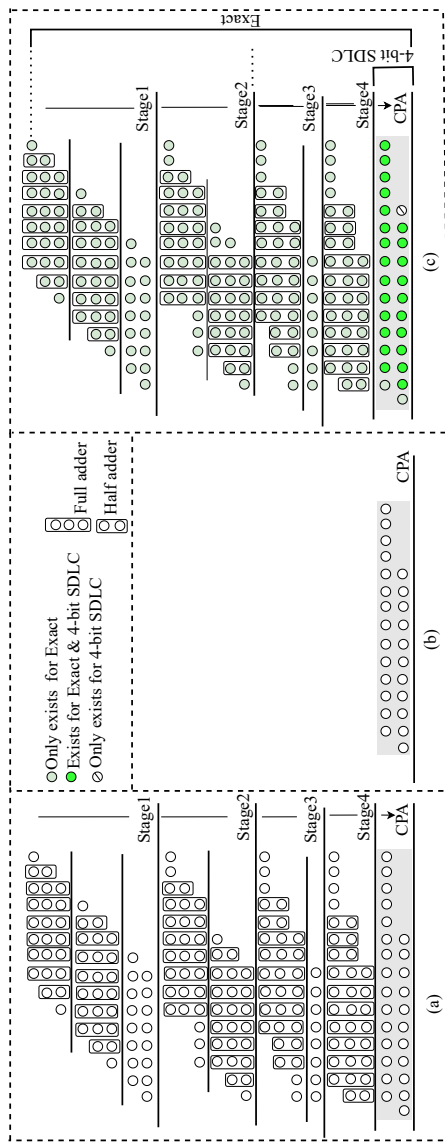 Stage1
Stage2
Stage3
Stage4
CPA
(a)
Only exists for Exact
Exists for Exact & 4-bit SDLC
Only exists for 4-bit SDLC
Full adder
Half adder
CPA
(b)
Stage1
Stage2
Stage3
Stage4
CPA
(c)
Exact
4-bit SDLC